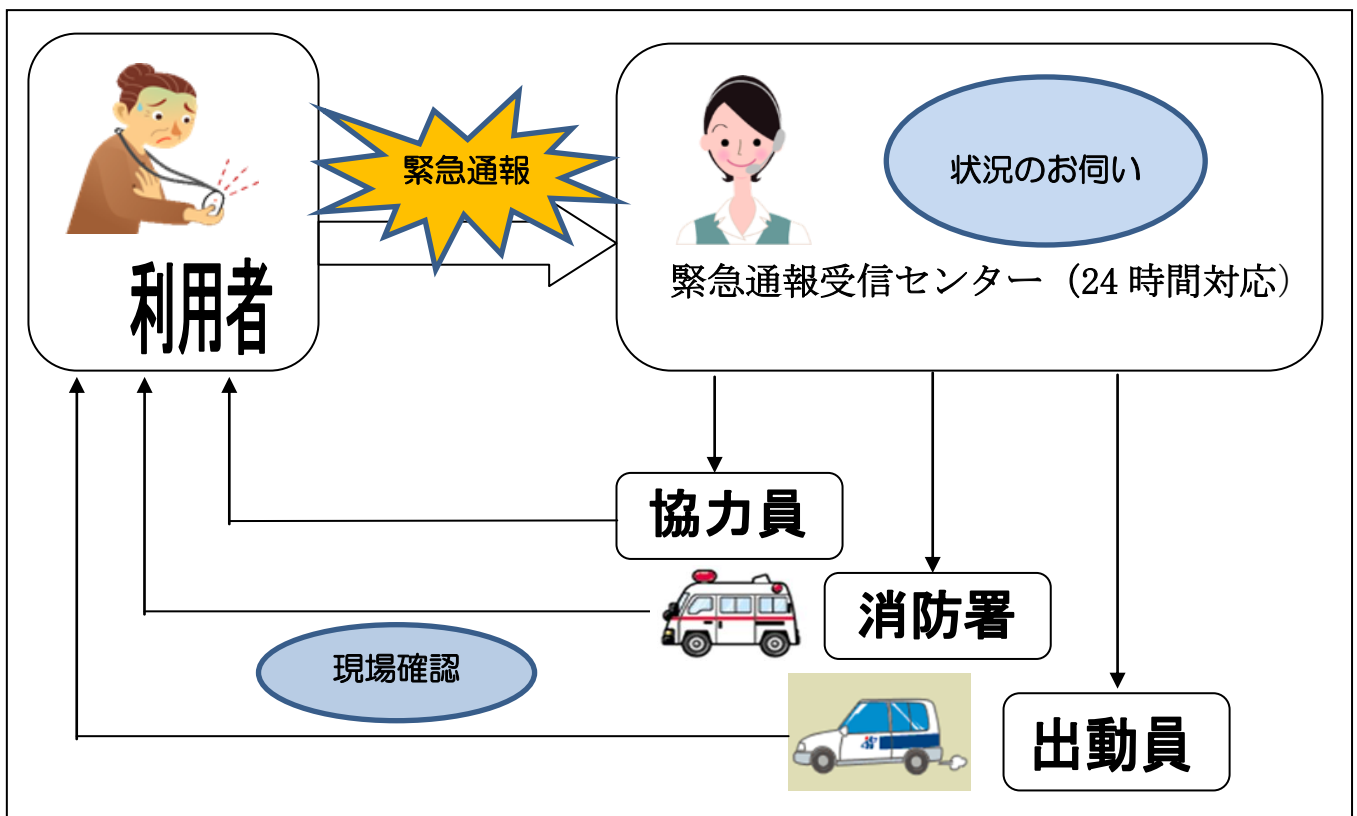 緊急通報
状況のお伺い
利用者
緊急通報受信センター（24 時間対応）
協力員
消防署
現場確認
出動員